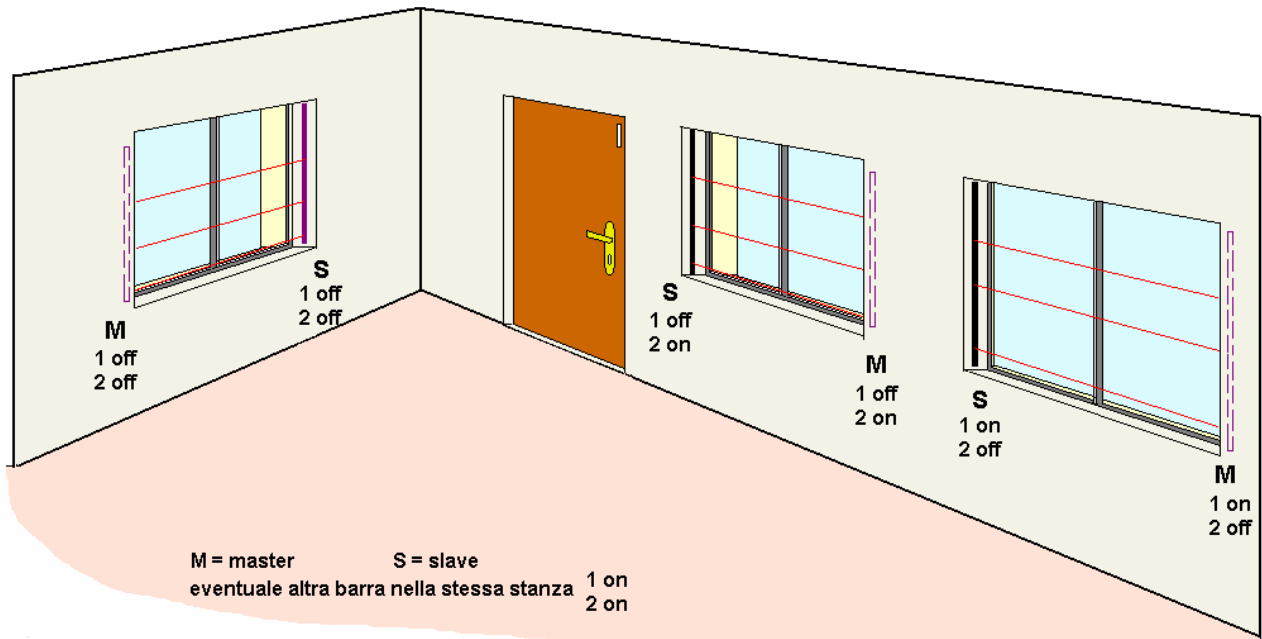 S
1 off
2 off
M
1 off
2 off
S
1 off
2 on
M
1 off
2 on
S
1 on
2 off
M
1 on
2 off
M = master S = slave
eventuale altra barra nella stessa stanza 1 on
2 on